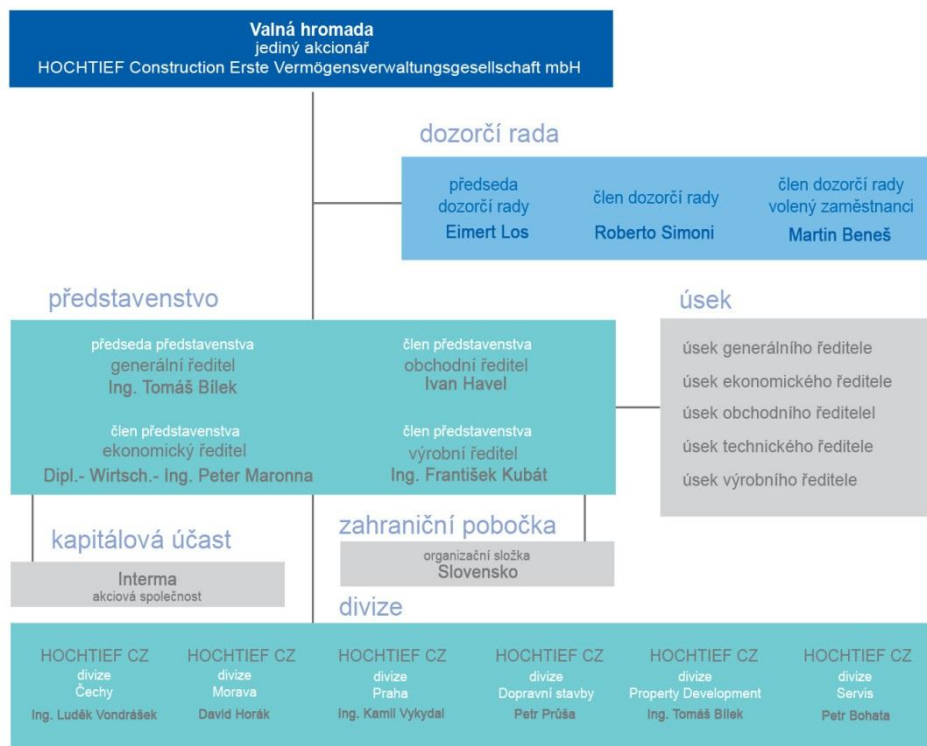 Valná hromada
jediný akcionář
HOCHTIEF Construction Erste Vermögensverwaltungsgesellschaft mbH
dozorčí rada
předseda
dozorčí rady
Eimert Los
člen dozorčí rady
Roberto Simoni
člen dozorčí rady
volený zaměstnanci
Martin Beneš
představenstvo
předseda představenstva
generální ředitel
Ing. Tomáš Bílek
člen představenstva
obchodní ředitel
Ivan Havel
člen představenstva
ekonomický ředitel
Dipl.- Wirtsch.- Ing. Peter Maronna
člen představenstva
výrobní ředitel
Ing. František Kubát
úsek
úsek generálního ředitele
úsek ekonomického ředitele
úsek obchodního ředitelel
úsek technického ředitele
úsek výrobního ředitele
kapitálová účast
Interma
akciová společnost
zahraniční pobočka
organizační složka
Slovensko
divize
HOCHTIEF CZ
divize
Čechy
Ing. Luděk Vondrášek
HOCHTIEF CZ
divize
Morava
David Horák
HOCHTIEF CZ
divize
Praha
Ing. Kamil Vykydal
HOCHTIEF CZ
divize
Dopravní stavby
Petr Průša
HOCHTIEF CZ
divize
Property Development
Ing. Tomáš Bílek
HOCHTIEF CZ
divize
Servis
Petr Bohata